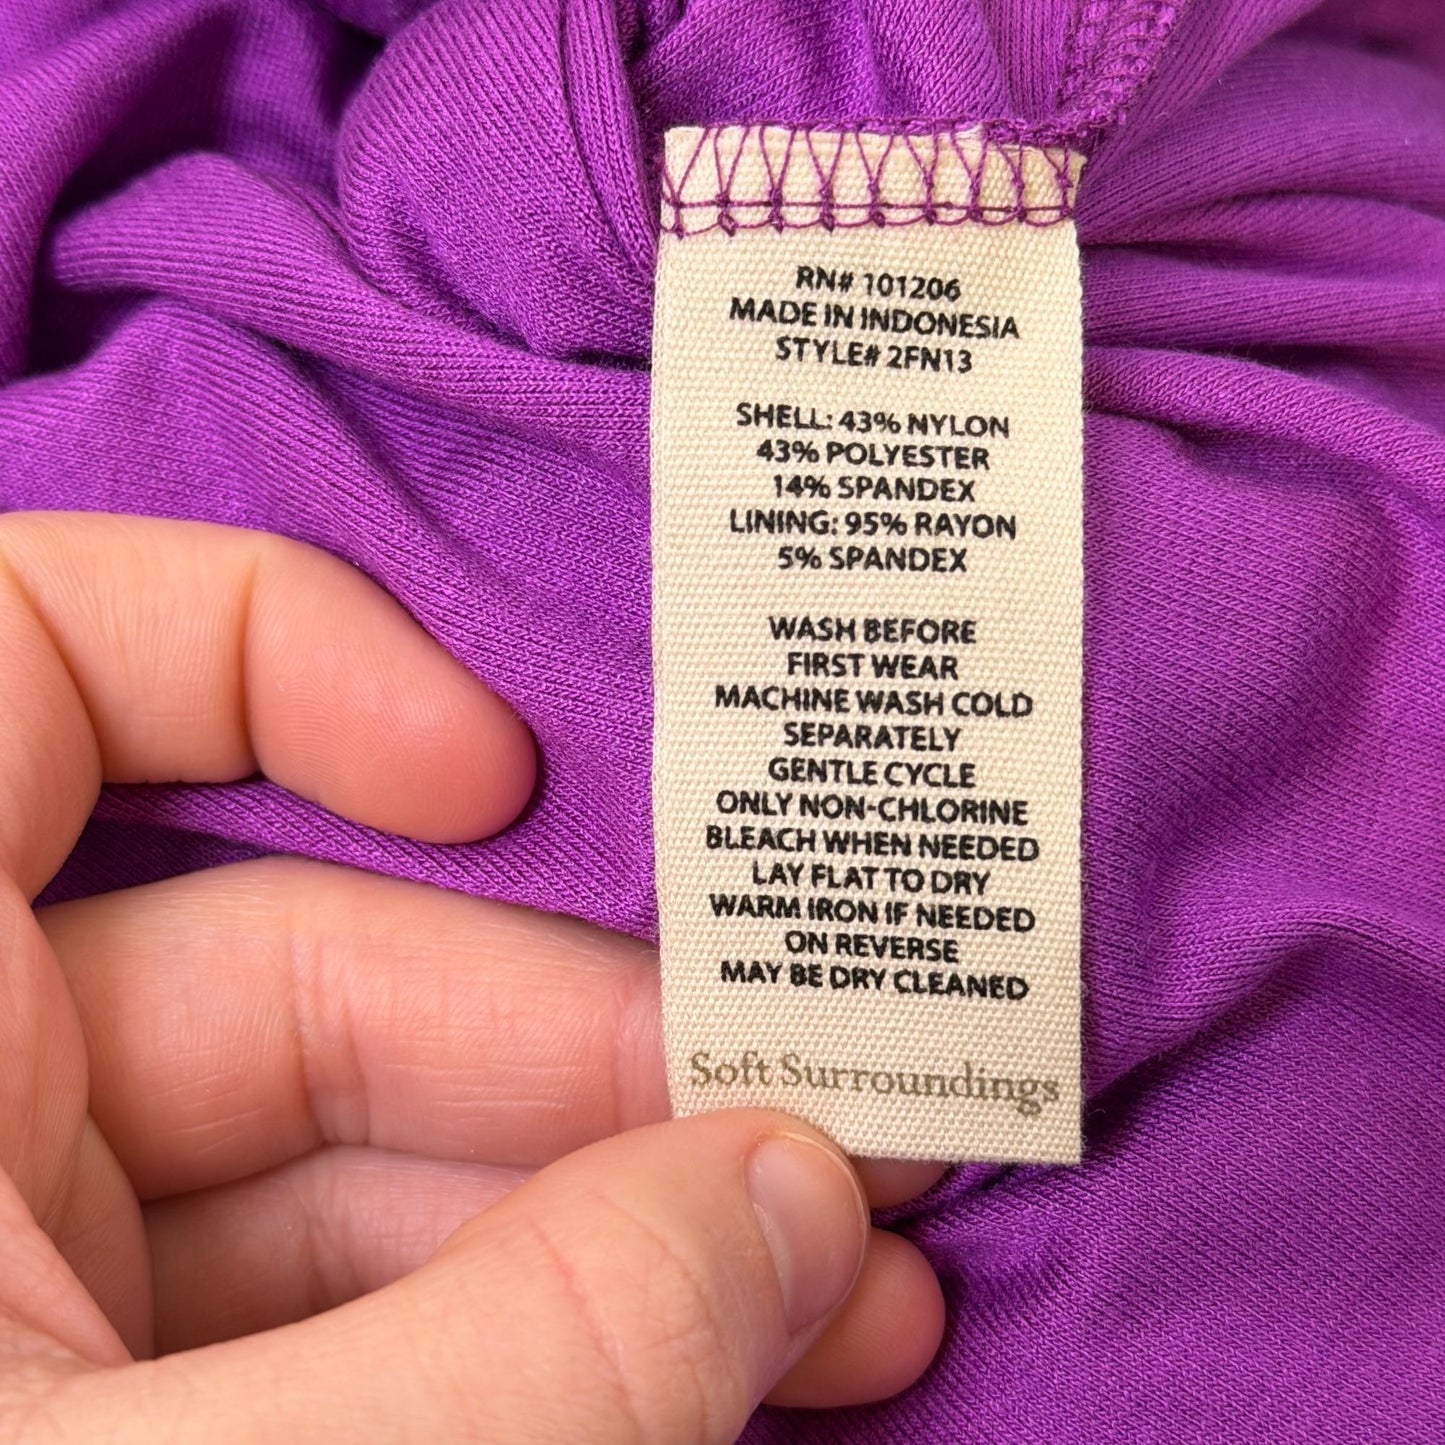 RN# 101206
MADE IN INDONESIA
STYLE# 2FN13
SHELL: 43% NYLON
43% POLYESTER
14% SPANDEX
LINING: 95% RAYON
5% SPANDEX
WASH BEFORE
FIRST WEAR
MACHINE WASH COLD
SEPARATELY
GENTLE CYCLE
ONLY NON-CHLORINE
BLEACH WHEN NEEDED
LAY FLAT TO DRY
WARM IRON IF NEEDED
ON REVERSE
MAY BE DRY CLEANED
Soft Surroundings